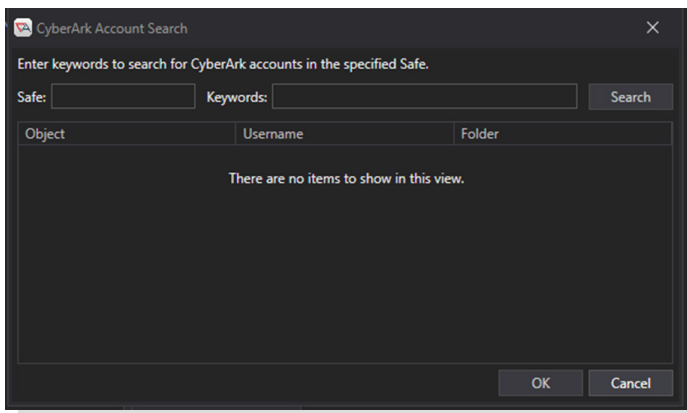 CyberArk Account Search
Enter keywords to search for CyberArk accounts in the specified Safe.
Safe: Keywords: Search
Object Username Folder
There are no items to show in this view.
OK Cancel